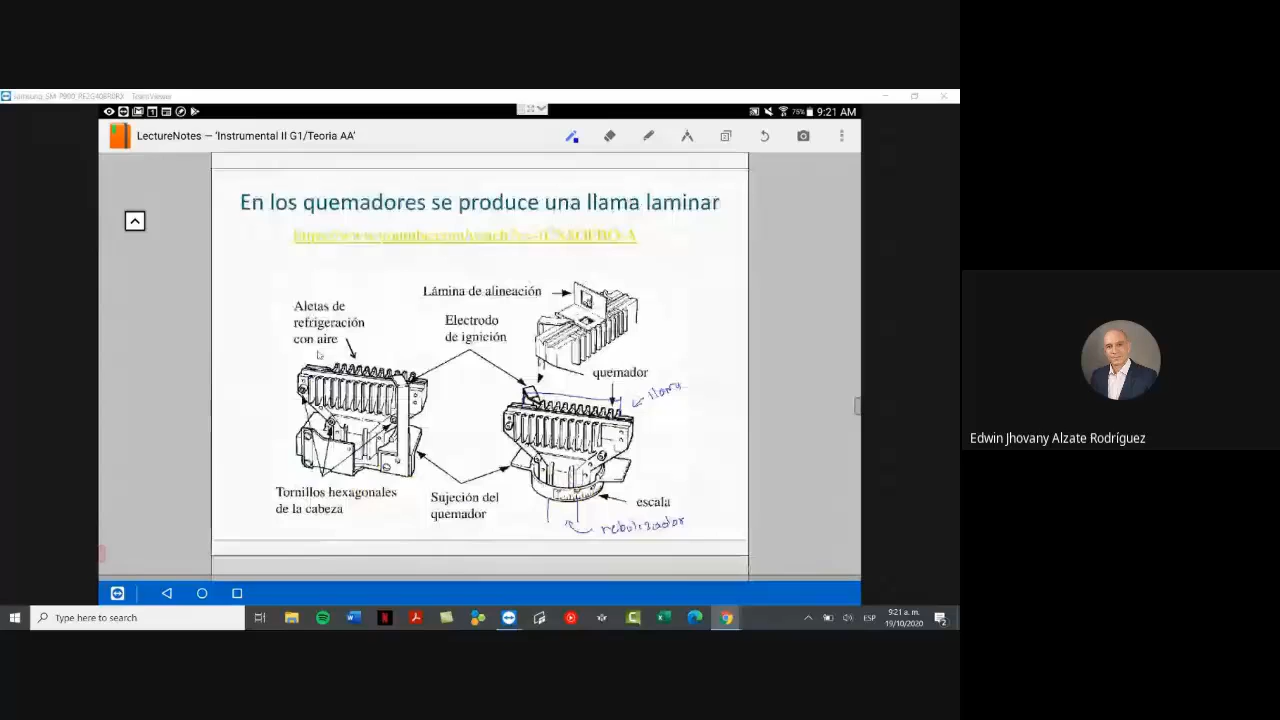 TeamViewer
9:21 AM
LectureNotes — 'Instrumental II G1/Teoria AA'
En los quemadores se produce una llama laminar
Lámina de alineación
Aletas de
refrigeración
con aire
Electrodo
de ignición
quemador
llama
Tornillos hexagonales
de la cabeza
Sujeción del
quemador
escala
nebulizador
Edwin Jhovany Alzate Rodríguez
Type here to search
ESP
9:21 a. m.
19/10/2020